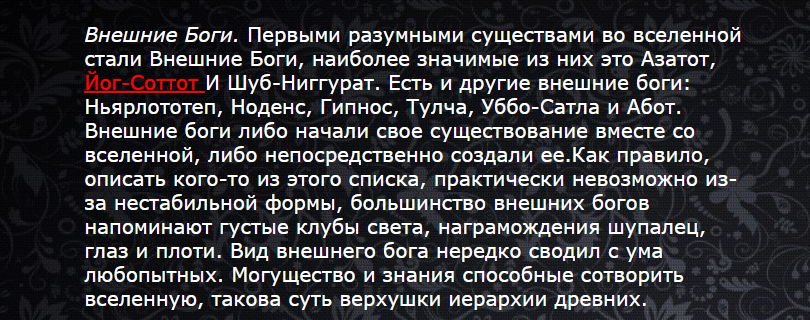 Внешние Боги. Первыми разумными существами во вселенной
стали Внешние Боги, наиболее значимые из них это Азатот,
Йог-Соттот И Шуб-Ниггурат. Есть и другие внешние боги:
Ньярлототеп, Ноденс, Гипнос, Тулча, Уббо-Сатла и Абот.
Внешние боги либо начали свое существование вместе со
вселенной, либо непосредственно создали ее.Как правило,
описать кого-то из этого списка, практически невозможно из-
за нестабильной формы, большинство внешних богов
напоминают густые клубы света, награмождения шупалец,
глаз и плоти. Вид внешнего бога нередко сводил с ума
любопытных. Могущество и знания способные сотворить
вселенную, такова суть верхушки иерархии древних.